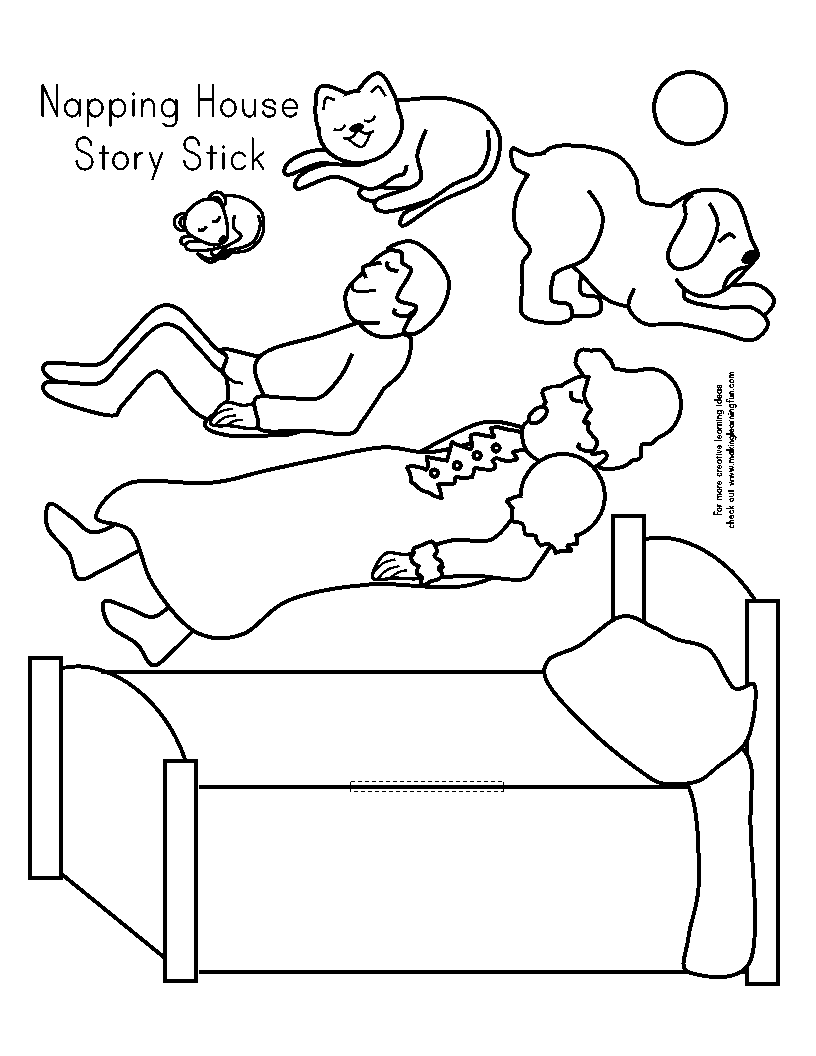 Napping House
Story Stick
For more creative learning ideas
check out www.makinglearningfun.com